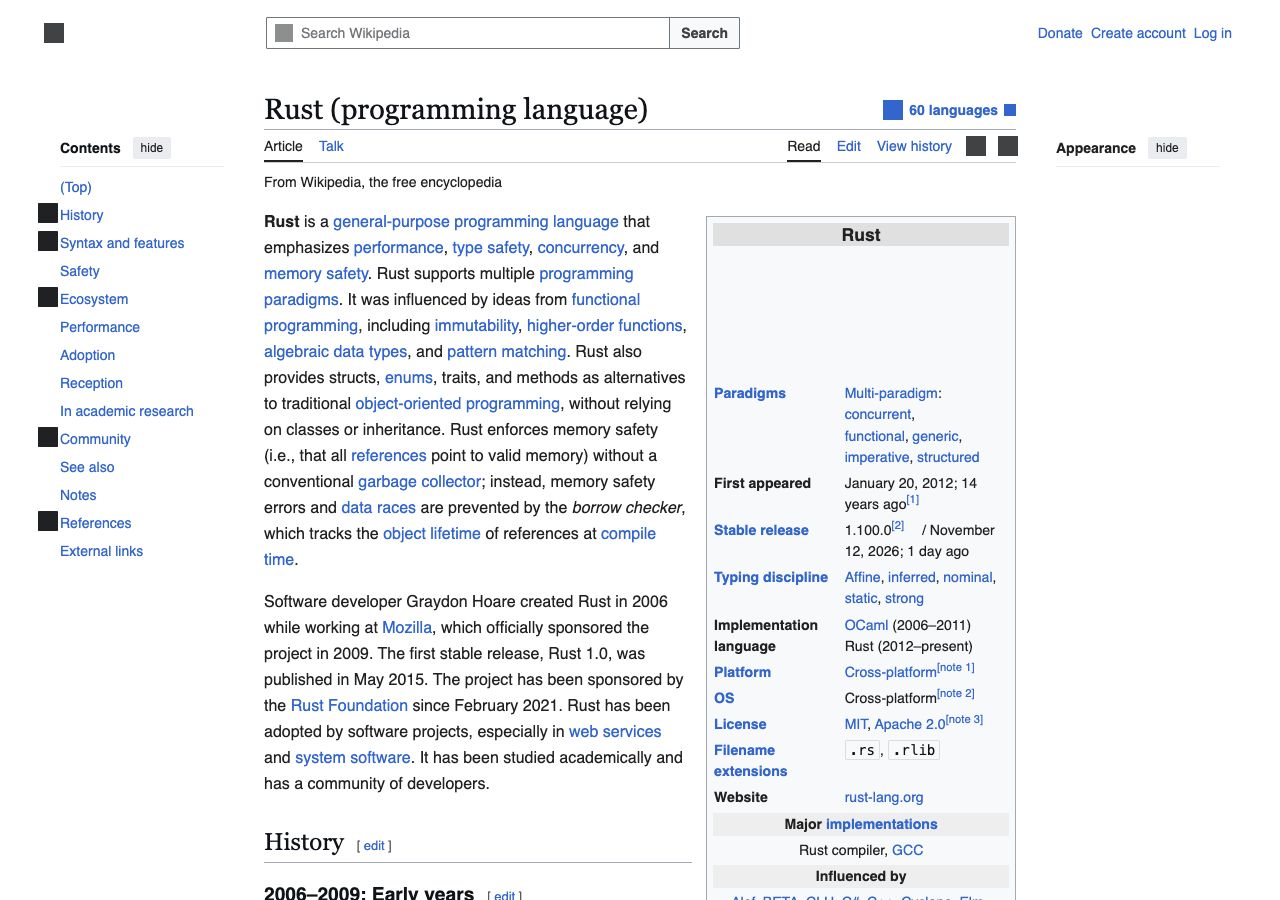 Search Wikipedia
Search
Donate Create account Log in
Contents hide
(Top)
History
Syntax and features
Safety
Ecosystem
Performance
Adoption
Reception
In academic research
Community
See also
Notes
References
External links
Rust (programming language)
60 languages
Article Talk
Read Edit View history
Appearance hide
From Wikipedia, the free encyclopedia
Rust is a general-purpose programming language that
emphasizes performance, type safety, concurrency, and
memory safety. Rust supports multiple programming
paradigms. It was influenced by ideas from functional
programming, including immutability, higher-order functions,
algebraic data types, and pattern matching. Rust also
provides structs, enums, traits, and methods as alternatives
to traditional object-oriented programming, without relying
on classes or inheritance. Rust enforces memory safety
(i.e., that all references point to valid memory) without a
conventional garbage collector; instead, memory safety
errors and data races are prevented by the borrow checker,
which tracks the object lifetime of references at compile
time.
Software developer Graydon Hoare created Rust in 2006
while working at Mozilla, which officially sponsored the
project in 2009. The first stable release, Rust 1.0, was
published in May 2015. The project has been sponsored by
the Rust Foundation since February 2021. Rust has been
adopted by software projects, especially in web services
and system software. It has been studied academically and
has a community of developers.
History [ edit ]
2006–2009: Early years [ edit ]
Rust
Paradigms Multi-paradigm:
concurrent,
functional, generic,
imperative, structured
First appeared January 20, 2012; 14
years ago[1]
Stable release 1.100.0[2] / November
12, 2026; 1 day ago
Typing discipline Affine, inferred, nominal,
static, strong
Implementation OCaml (2006–2011)
language Rust (2012–present)
Platform Cross-platform[note 1]
OS Cross-platform[note 2]
License MIT, Apache 2.0[note 3]
Filename .rs, .rlib
extensions
Website rust-lang.org
Major implementations
Rust compiler, GCC
Influenced by
Alef, BETA, CLU, C#, C++, Cyclone, Elm,